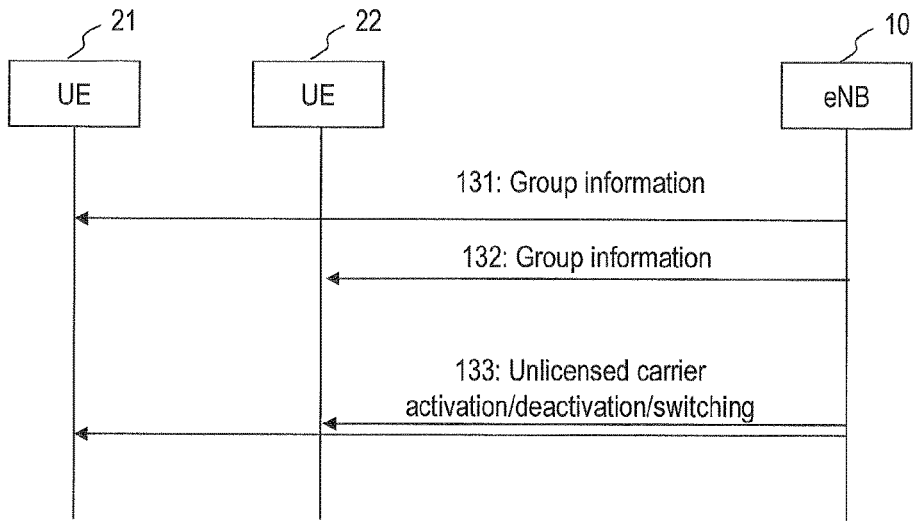 21
22
10
UE
UE
eNB
131: Group information
132: Group information
133: Unlicensed carrier
activation/deactivation/switching